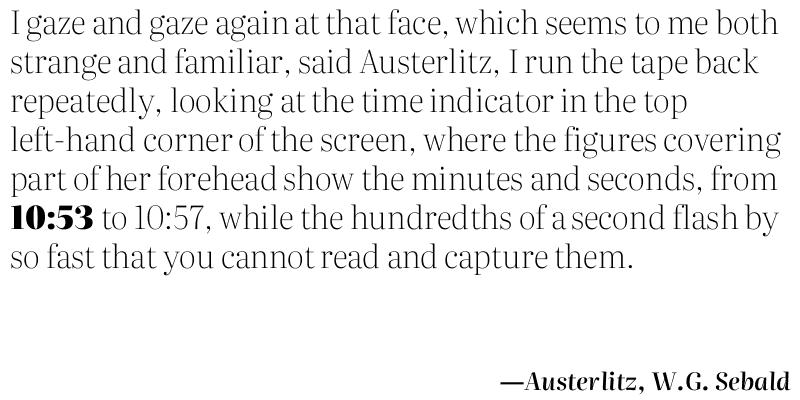 I gaze and gaze again at that face, which seems to me both
strange and familiar, said Austerlitz, I run the tape back
repeatedly, looking at the time indicator in the top
left-hand corner of the screen, where the figures covering
part of her forehead show the minutes and seconds, from
10:53 to 10:57, while the hundredths of a second flash by
so fast that you cannot read and capture them.
—Austerlitz, W.G. Sebald